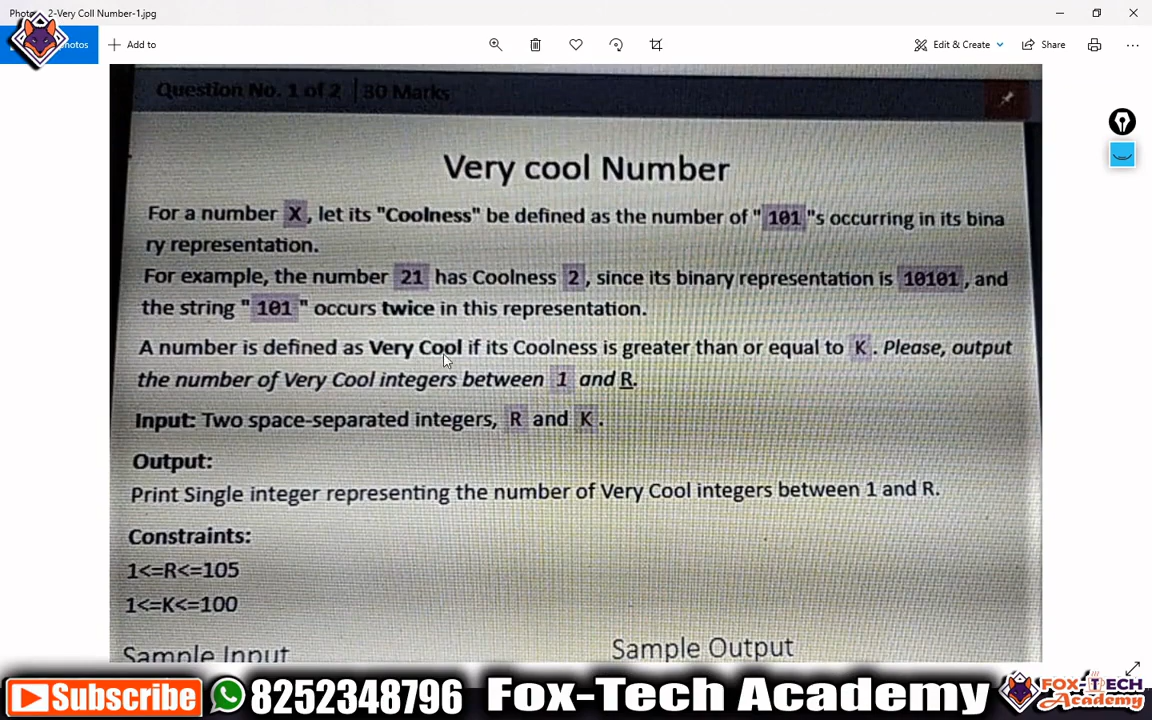 Photos - 2-Very Coll Number-1.jpg
Add to
Edit & Create
Share
Question No. 1 of 2 | 30 Marks
Very cool Number
For a number X, let its "Coolness" be defined as the number of "101"s occurring in its bina
ry representation.
For example, the number 21 has Coolness 2, since its binary representation is 10101, and
the string "101" occurs twice in this representation.
A number is defined as Very Cool if its Coolness is greater than or equal to K. Please, output
the number of Very Cool integers between 1 and R.
Input: Two space-separated integers, R and K.
Output:
Print Single integer representing the number of Very Cool integers between 1 and R.
Constraints:
1<=R<=105
1<=K<=100
Sample Input
Sample Output
Subscribe 8252348796 Fox-Tech Academy
FOX-TECH
Academy